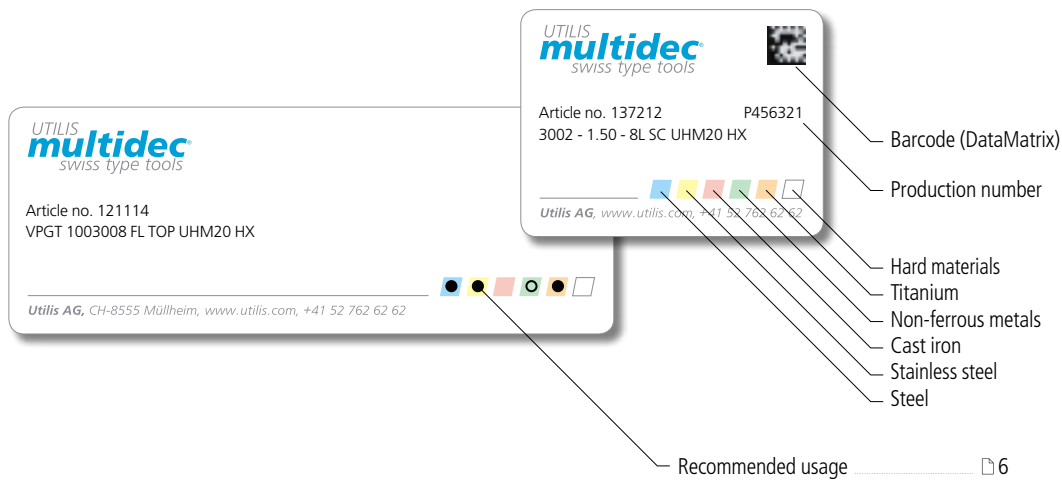 UTILIS
multidec®
swiss type tools
Article no. 121114
VPGT 1003008 FL TOP UHM20 HX
Utilis AG, CH-8555 Müllheim, www.utilis.com, +41 52 762 62 62
UTILIS
multidec®
swiss type tools
Article no. 137212 P456321
3002 - 1.50 - 8L SC UHM20 HX
Utilis AG, www.utilis.com, +41 52 762 62 62
Barcode (DataMatrix)
Production number
Hard materials
Titanium
Non-ferrous metals
Cast iron
Stainless steel
Steel
Recommended usage 6